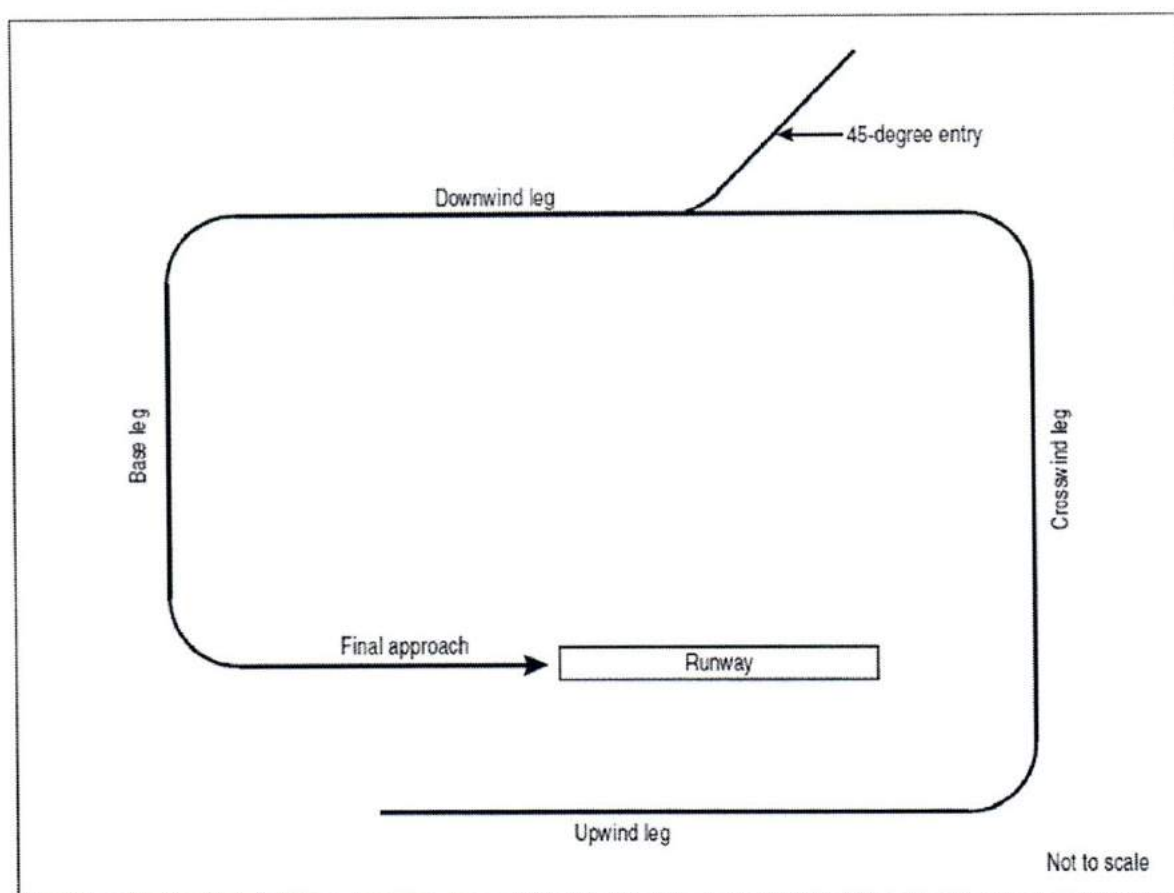 45-degree entry
Downwind leg
Base leg
Crosswind leg
Final approach
Runway
Upwind leg
Not to scale